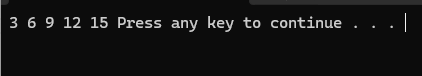 3 6 9 12 15 Press any key to continue . . .